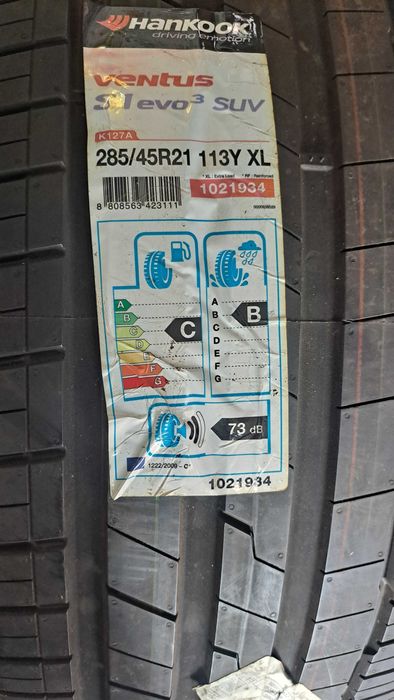 HANKOOK
driving emotion
ventus
S1 evo³ SUV
K127A
285/45R21 113Y XL
* XL : Extra Load * RF : Reinforced
1021934
8 808563 423111
A
B
C
D
E
F
G
C
A
B
C
D
E
F
G
B
73 dB
1222/2009 - C1
1021934